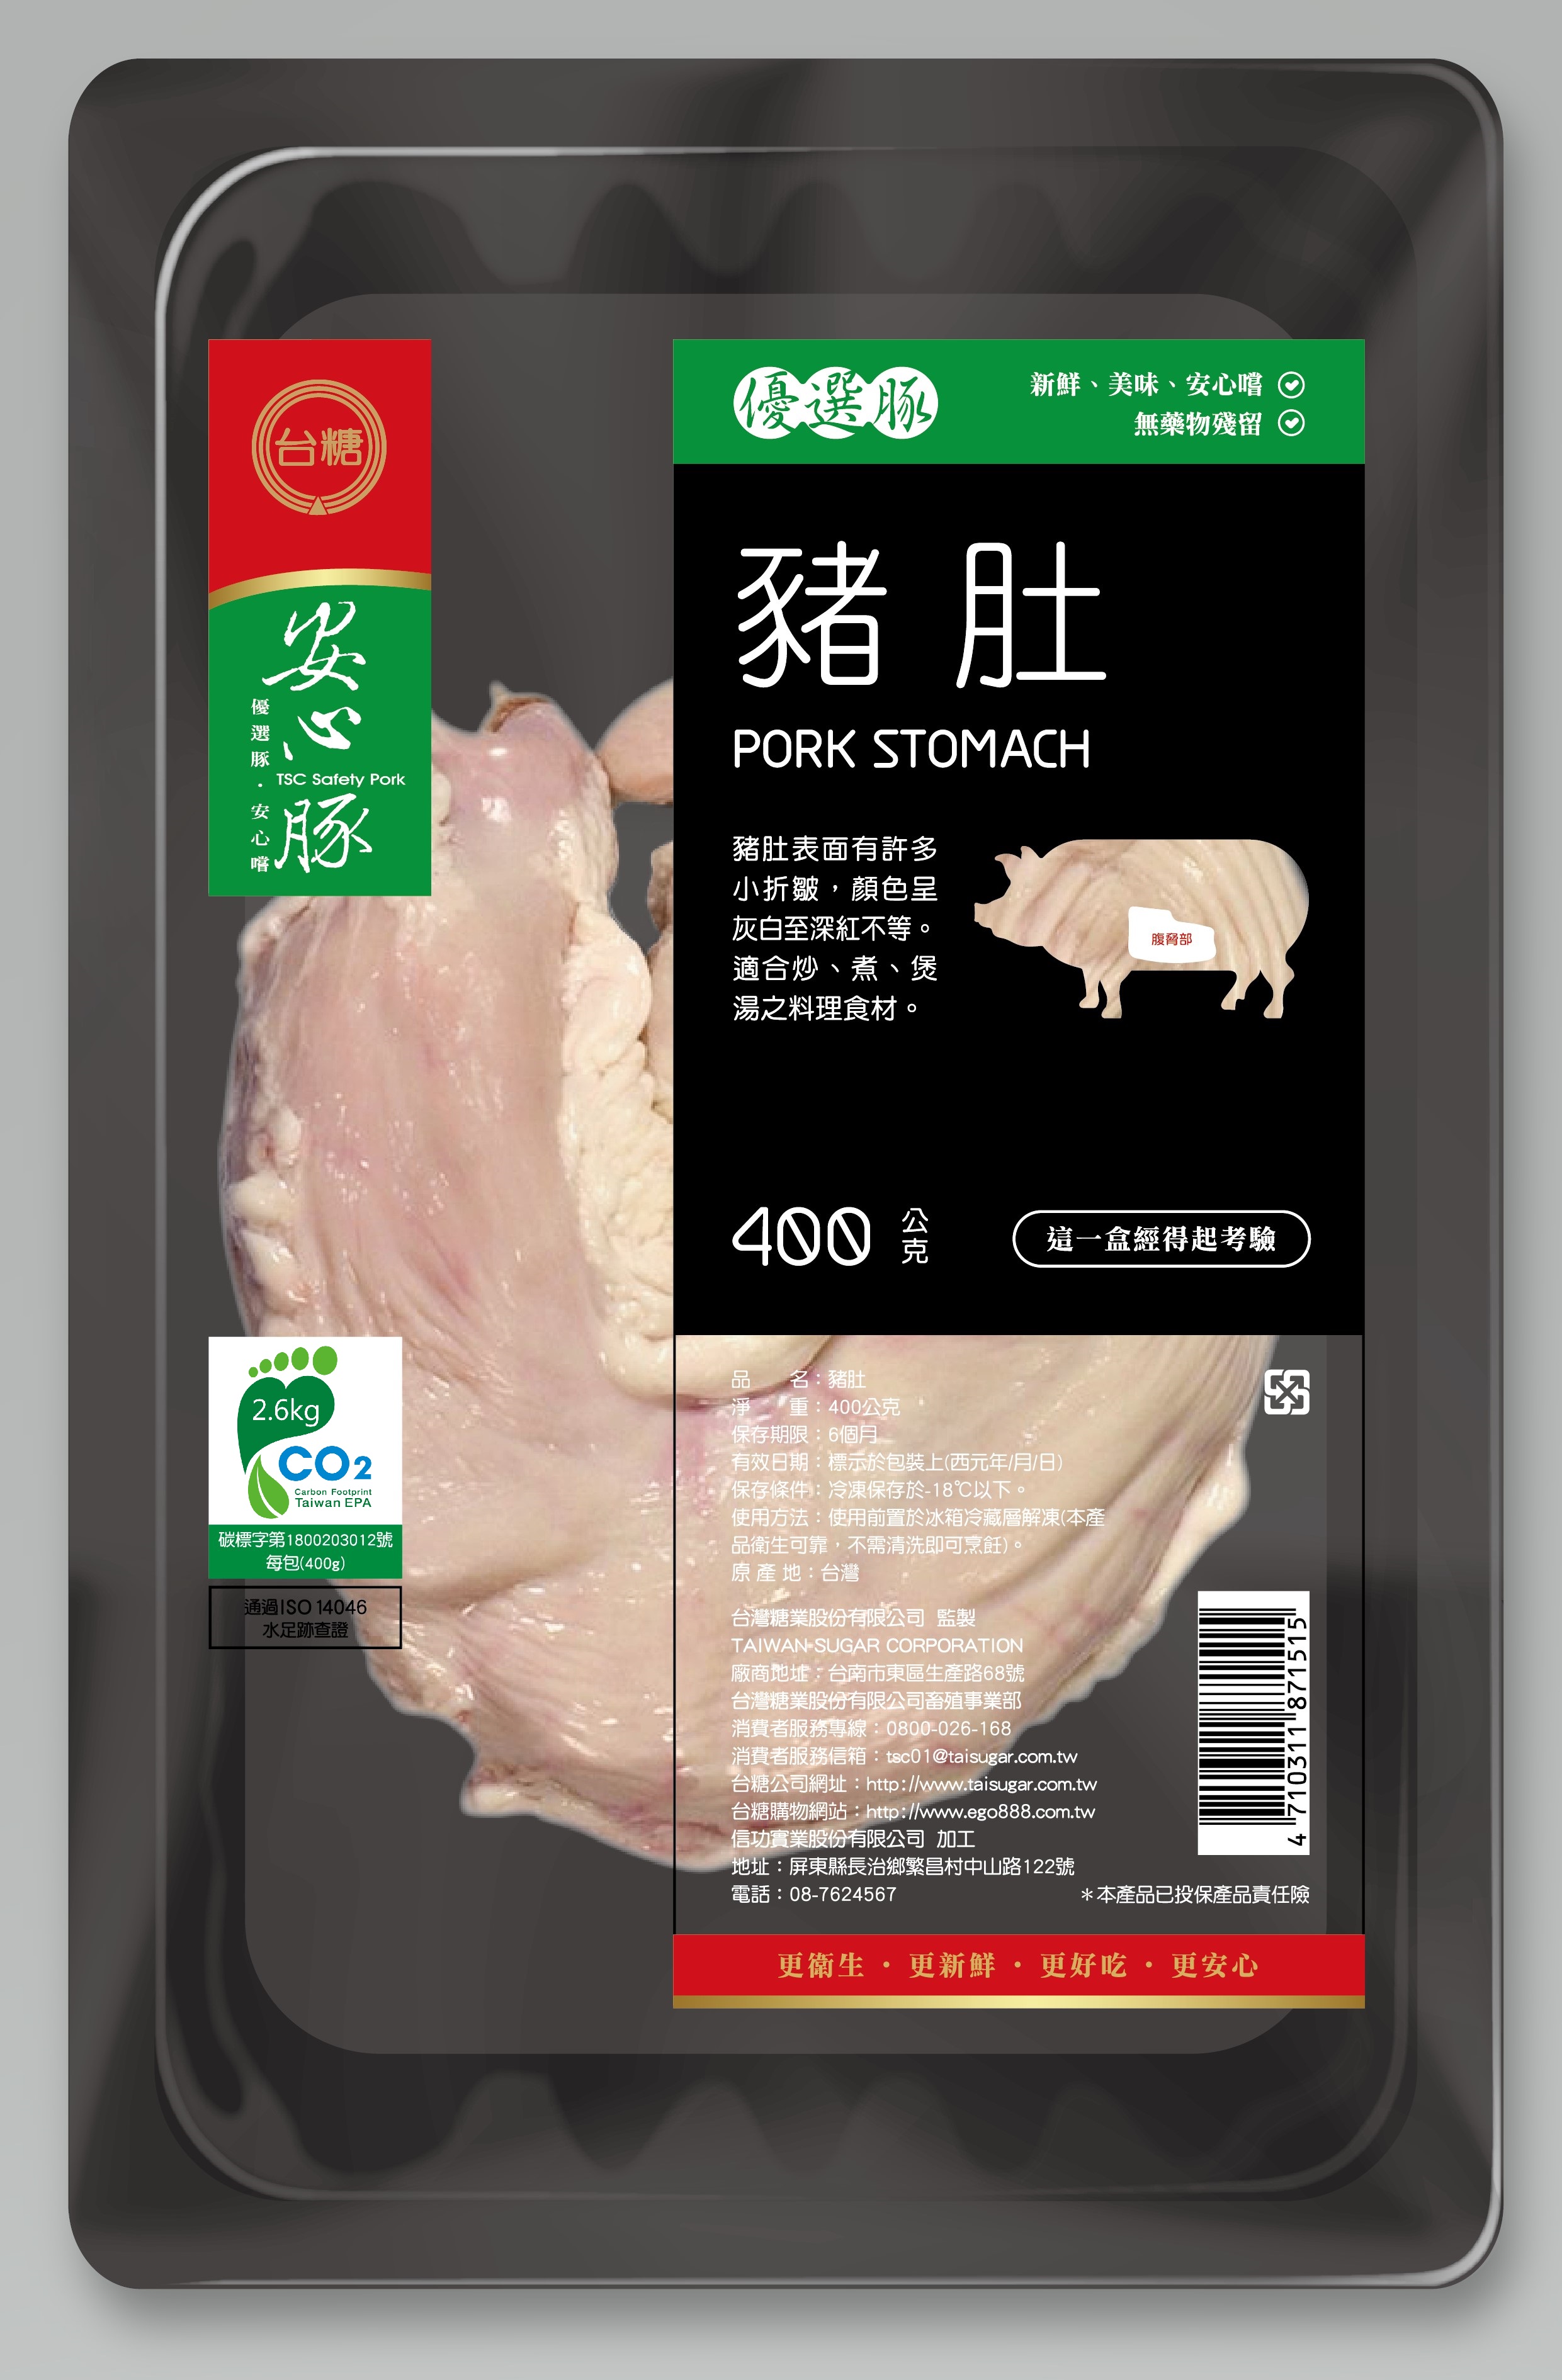 台糖
安心豚
TSC Safety Pork
優選豚・安心嚐
優選豚
新鮮、美味、安心嚐
無藥物殘留
豬肚
PORK STOMACH
豬肚表面有許多
小折皺，顏色呈
灰白至深紅不等。
適合炒、煮、煲
湯之料理食材。
腹脅部
400公克
這一盒經得起考驗
2.6kg
CO2
Carbon Footprint
Taiwan EPA
碳標字第1800203012號
每包(400g)
通過ISO 14046
水足跡查證
品　　名：豬肚
淨　　重：400公克
保存期限：6個月
有效日期：標示於包裝上(西元年/月/日)
保存條件：冷凍保存於-18℃以下。
使用方法：使用前置於冰箱冷藏層解凍(本產
品衛生可靠，不需清洗即可烹飪)。
原 產 地：台灣
台灣糖業股份有限公司 監製
TAIWAN SUGAR CORPORATION
廠商地址：台南市東區生產路68號
台灣糖業股份有限公司畜殖事業部
消費者服務專線：0800-026-168
消費者服務信箱：tsc01@taisugar.com.tw
台糖公司網址：http://www.taisugar.com.tw
台糖購物網站：http://www.ego888.com.tw
信功實業股份有限公司 加工
地址：屏東縣長治鄉繁昌村中山路122號
電話：08-7624567
＊本產品已投保產品責任險
4 710311 871515
更衛生・更新鮮・更好吃・更安心